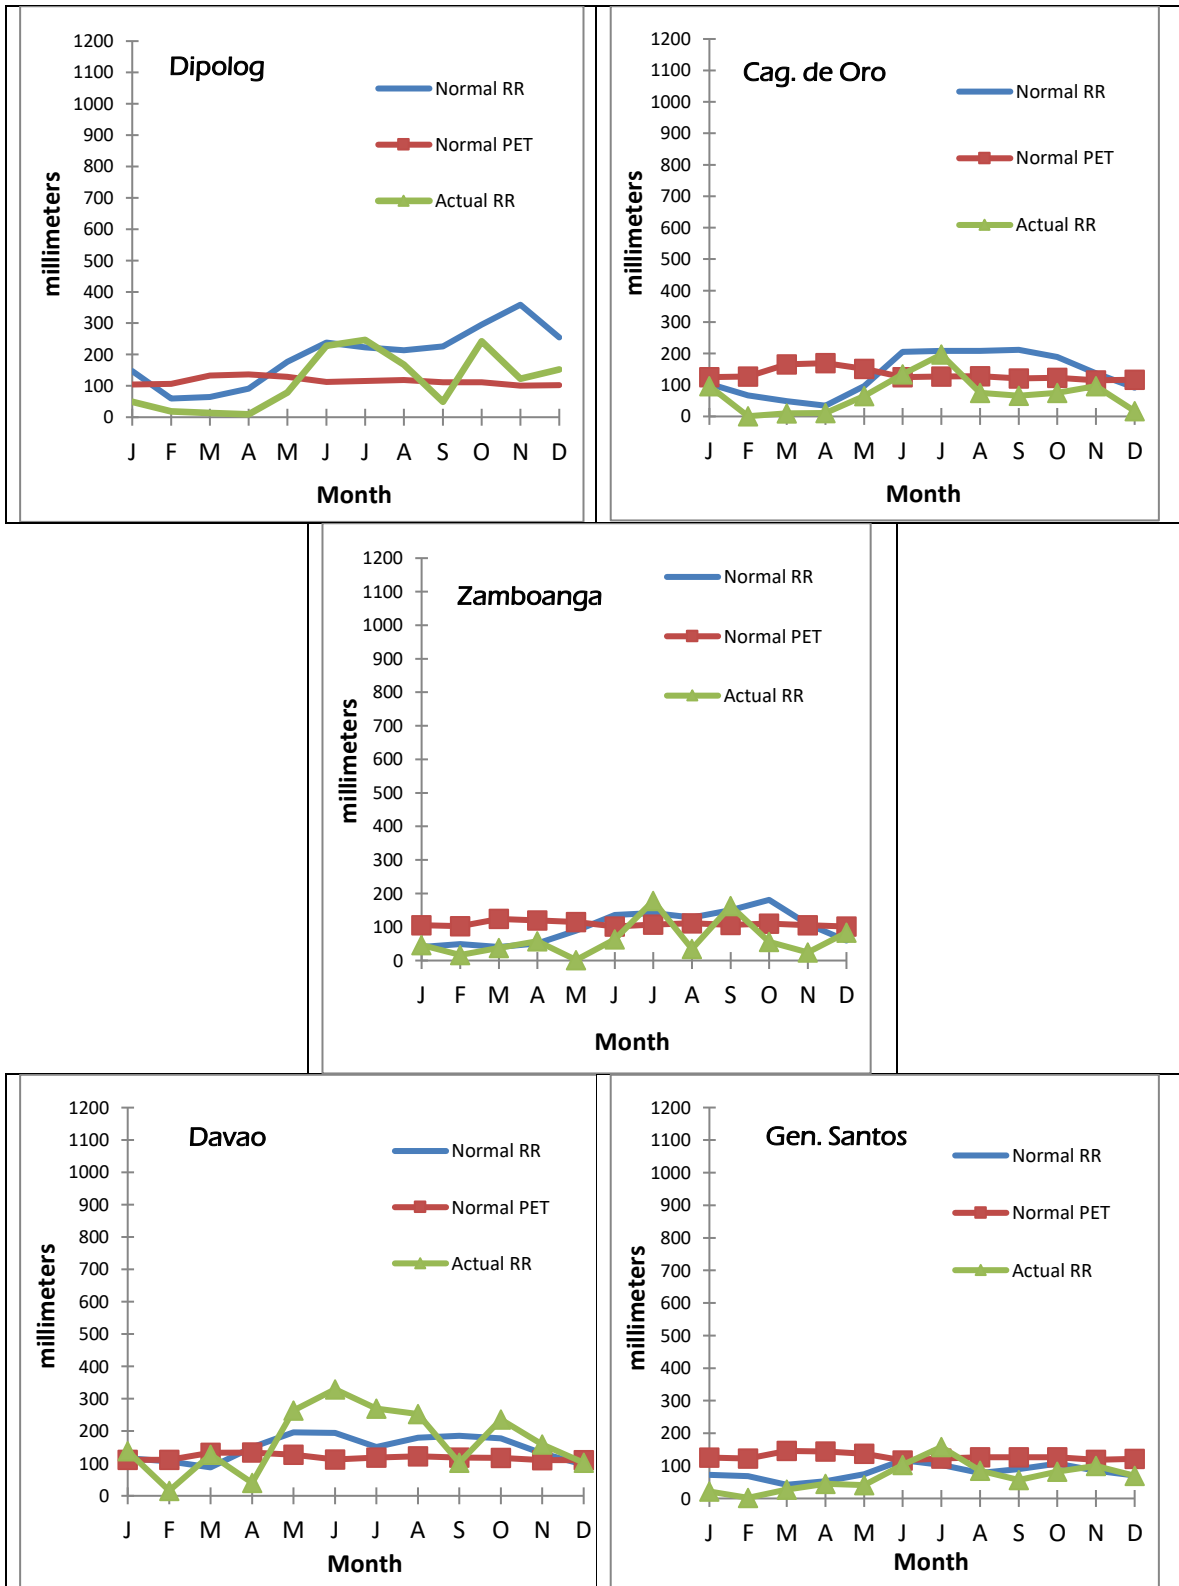 Dipolog
1200
1100
1000
900
800
700
600
500
400
300
200
100
0
millimeters
Normal RR
Normal PET
Actual RR
J F M A M J J A S O N D
Month
Cag. de Oro
1200
1100
1000
900
800
700
600
500
400
300
200
100
0
millimeters
Normal RR
Normal PET
Actual RR
J F M A M J J A S O N D
Month
Zamboanga
1200
1100
1000
900
800
700
600
500
400
300
200
100
0
millimeters
Normal RR
Normal PET
Actual RR
J F M A M J J A S O N D
Month
Davao
1200
1100
1000
900
800
700
600
500
400
300
200
100
0
millimeters
Normal RR
Normal PET
Actual RR
J F M A M J J A S O N D
Month
Gen. Santos
1200
1100
1000
900
800
700
600
500
400
300
200
100
0
millimeters
Normal RR
Normal PET
Actual RR
J F M A M J J A S O N D
Month